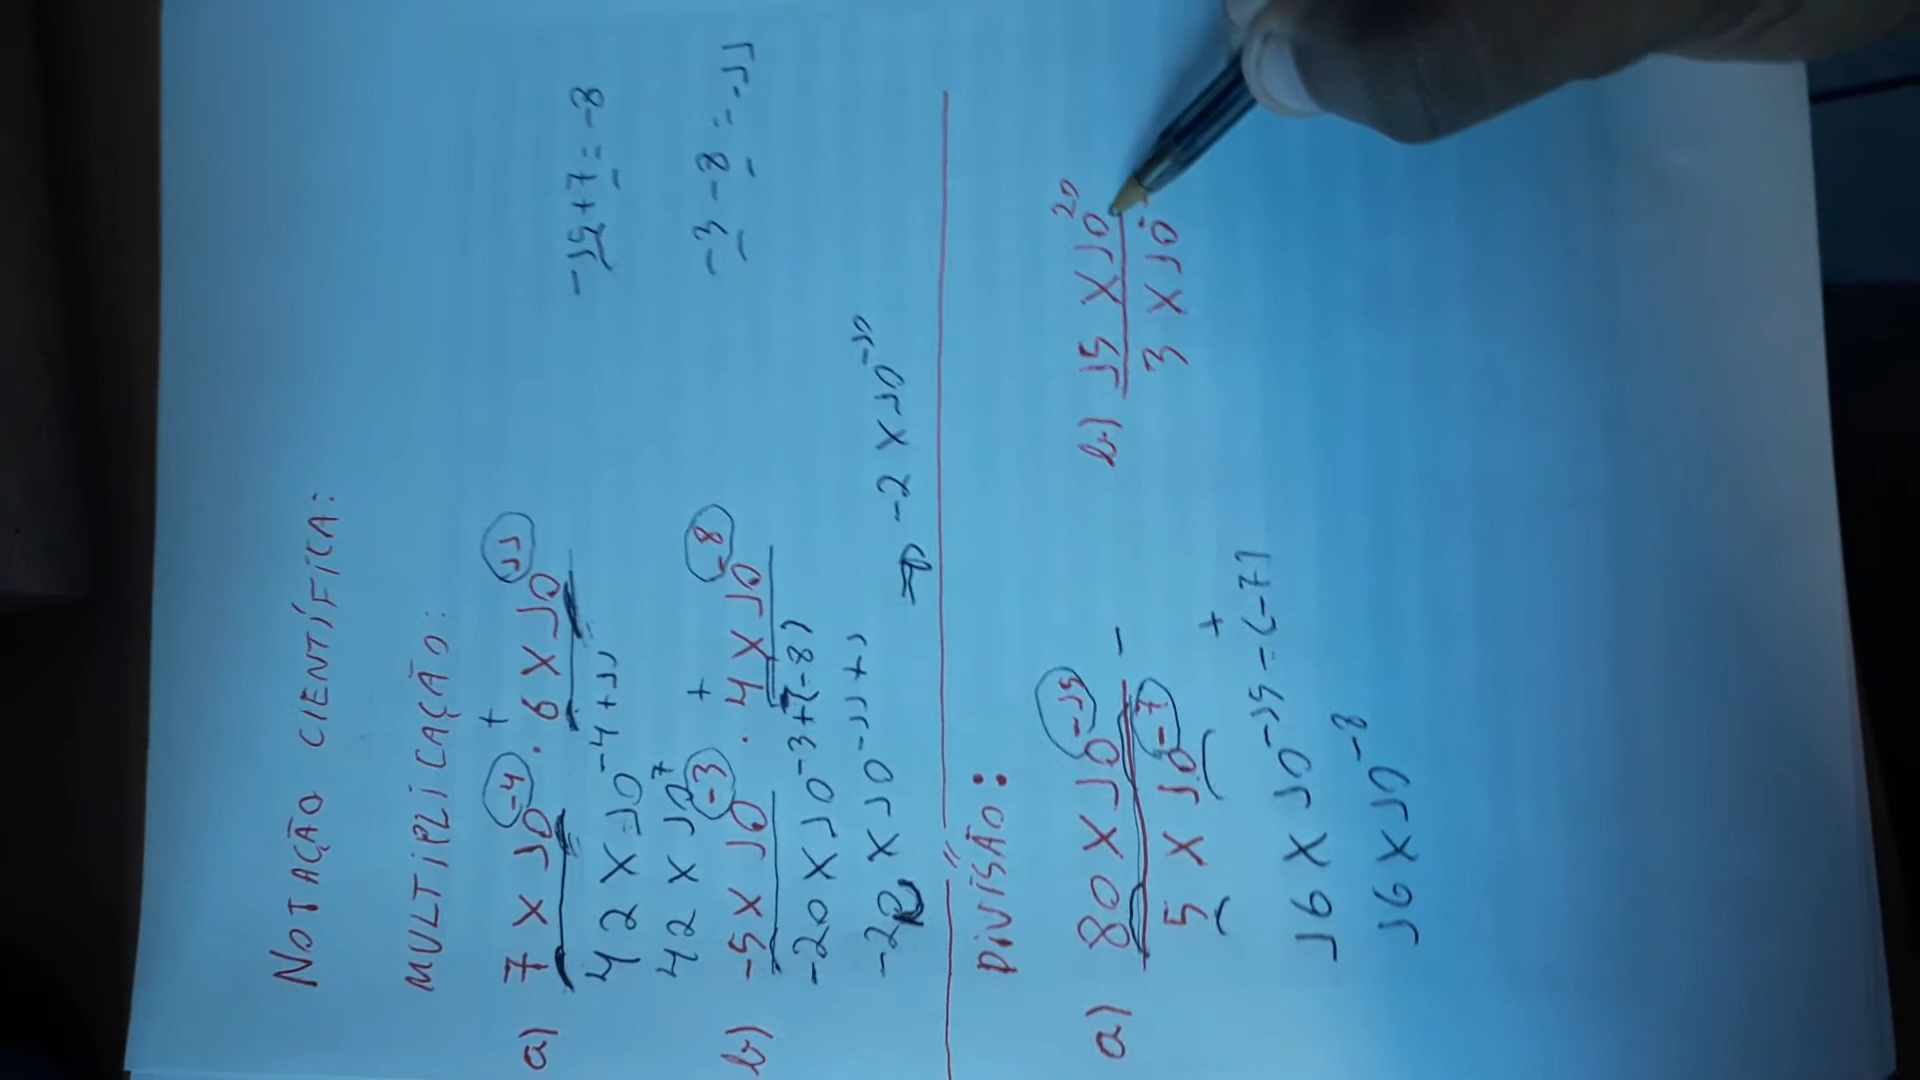 NOTAÇÃO CIENTÍFICA:
MULTIPLICAÇÃO:
a) 7 x 10^-4 . 6 x 10^11
+
42 x 10^-4+11
42 x 10^7
-15+7=-8
b) -5 x 10^-3 . 4 x 10^-8
+
-20 x 10^-3+(-8)
-3-8=-11
-20, x 10^-11+1
→ -2 x 10^-10
DIVISÃO:
a) 80 x 10^-15
5 x 10^-7
-
+
16 x 10^-15-(-7)
16 x 10^-8
b) 15 x 10^20
3 x 10